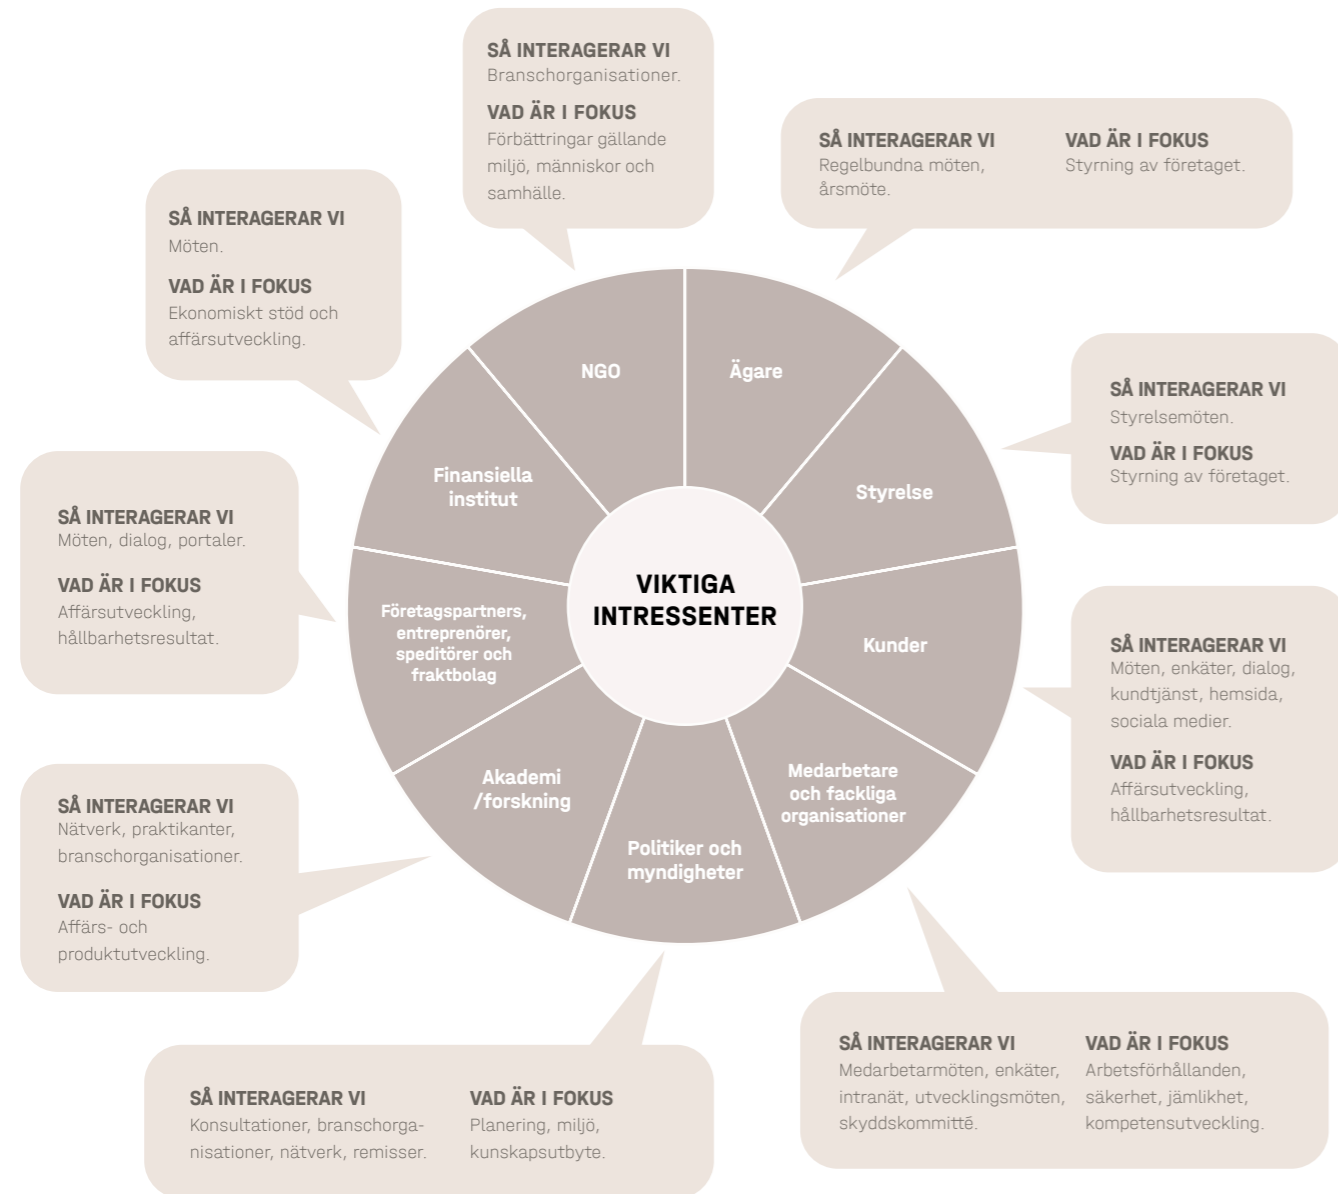 SÅ INTERAGERAR VI
Branschorganisationer.
VAD ÄR I FOKUS
Förbättringar gällande
miljö, människor och
samhälle.
SÅ INTERAGERAR VI
Regelbundna möten,
årsmöte.
VAD ÄR I FOKUS
Styrning av företaget.
SÅ INTERAGERAR VI
Möten.
VAD ÄR I FOKUS
Ekonomiskt stöd och
affärsutveckling.
SÅ INTERAGERAR VI
Styrelsemöten.
VAD ÄR I FOKUS
Styrning av företaget.
SÅ INTERAGERAR VI
Möten, dialog, portaler.
VAD ÄR I FOKUS
Affärsutveckling,
hållbarhetsresultat.
SÅ INTERAGERAR VI
Möten, enkäter, dialog,
kundtjänst, hemsida,
sociala medier.
VAD ÄR I FOKUS
Affärsutveckling,
hållbarhetsresultat.
SÅ INTERAGERAR VI
Nätverk, praktikanter,
branschorganisationer.
VAD ÄR I FOKUS
Affärs- och
produktutveckling.
SÅ INTERAGERAR VI
Konsultationer, branschorga-
nisationer, nätverk, remisser.
VAD ÄR I FOKUS
Planering, miljö,
kunskapsutbyte.
SÅ INTERAGERAR VI
Medarbetarmöten, enkäter,
intranät, utvecklingsmöten,
skyddskommitté.
VAD ÄR I FOKUS
Arbetsförhållanden,
säkerhet, jämlikhet,
kompetensutveckling.
NGO
Ägare
Finansiella
institut
Styrelse
VIKTIGA
INTRESSENTER
Företagspartners,
entreprenörer,
speditörer och
fraktbolag
Kunder
Akademi
/forskning
Medarbetare
och fackliga
organisationer
Politiker och
myndigheter